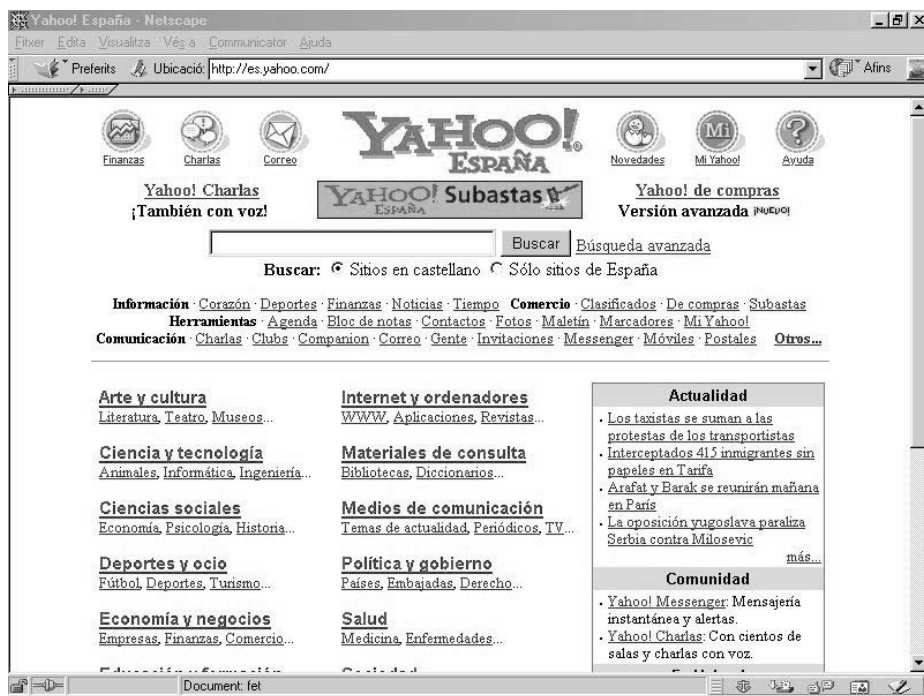 Yahoo! España - Netscape
Fitxer Edita Visualitza Vés a Communicator Ajuda
Preferits Ubicació: http://es.yahoo.com/ Afins
Finanzas Charlas Correo YAHOO! ESPAÑA Novedades Mi Yahoo! Ayuda
Yahoo! Charlas
¡También con voz!
YAHOO! ESPAÑA Subastas
Yahoo! de compras
Versión avanzada ¡NUEVO!
Buscar Búsqueda avanzada
Buscar: Sitios en castellano Sólo sitios de España
Información · Corazón · Deportes · Finanzas · Noticias · Tiempo Comercio · Clasificados · De compras · Subastas
Herramientas · Agenda · Bloc de notas · Contactos · Fotos · Maletín · Marcadores · Mi Yahoo!
Comunicación · Charlas · Clubs · Companion · Correo · Gente · Invitaciones · Messenger · Móviles · Postales Otros...
Arte y cultura
Literatura, Teatro, Museos...
Ciencia y tecnología
Animales, Informática, Ingeniería...
Ciencias sociales
Economía, Psicología, Historia...
Deportes y ocio
Fútbol, Deportes, Turismo...
Economía y negocios
Empresas, Finanzas, Comercio...
Internet y ordenadores
WWW, Aplicaciones, Revistas...
Materiales de consulta
Bibliotecas, Diccionarios...
Medios de comunicación
Temas de actualidad, Periódicos, TV...
Política y gobierno
Países, Embajadas, Derecho...
Salud
Medicina, Enfermedades...
Actualidad
· Los taxistas se suman a las
protestas de los transportistas
· Interceptados 415 inmigrantes sin
papeles en Tarifa
· Arafat y Barak se reunirán mañana
en París
· La oposición yugoslava paraliza
Serbia contra Milosevic
más...
Comunidad
· Yahoo! Messenger: Mensajería
instantánea y alertas.
· Yahoo! Charlas: Con cientos de
salas y charlas con voz.
Document: fet